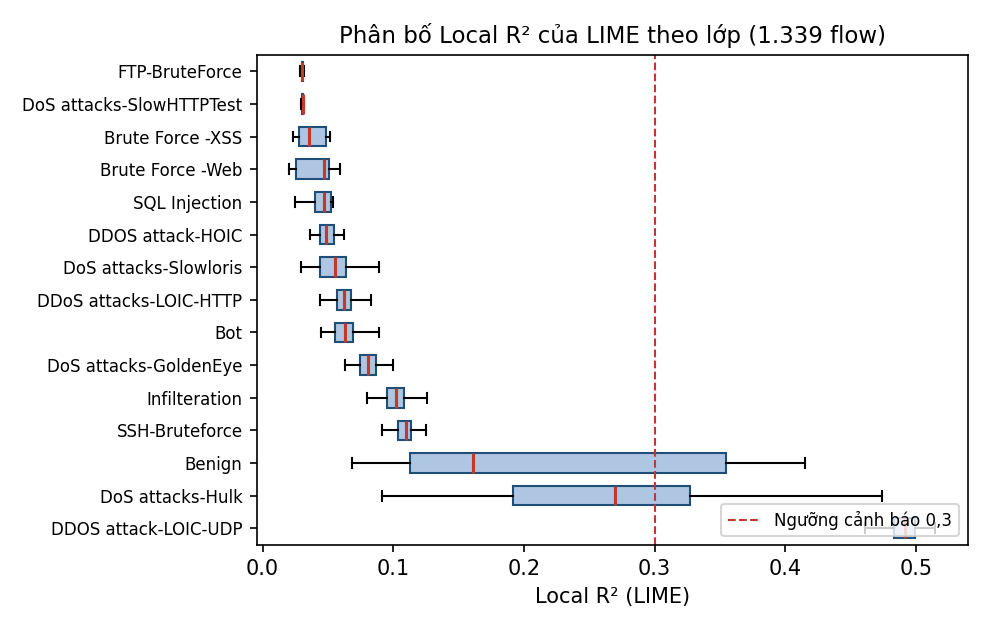 Phân bố Local R² của LIME theo lớp (1.339 flow)
FTP-BruteForce
DoS attacks-SlowHTTPTest
Brute Force -XSS
Brute Force -Web
SQL Injection
DDOS attack-HOIC
DoS attacks-Slowloris
DDoS attacks-LOIC-HTTP
Bot
DoS attacks-GoldenEye
Infilteration
SSH-Bruteforce
Benign
DoS attacks-Hulk
DDOS attack-LOIC-UDP
Ngưỡng cảnh báo 0,3
0.0 0.1 0.2 0.3 0.4 0.5
Local R² (LIME)